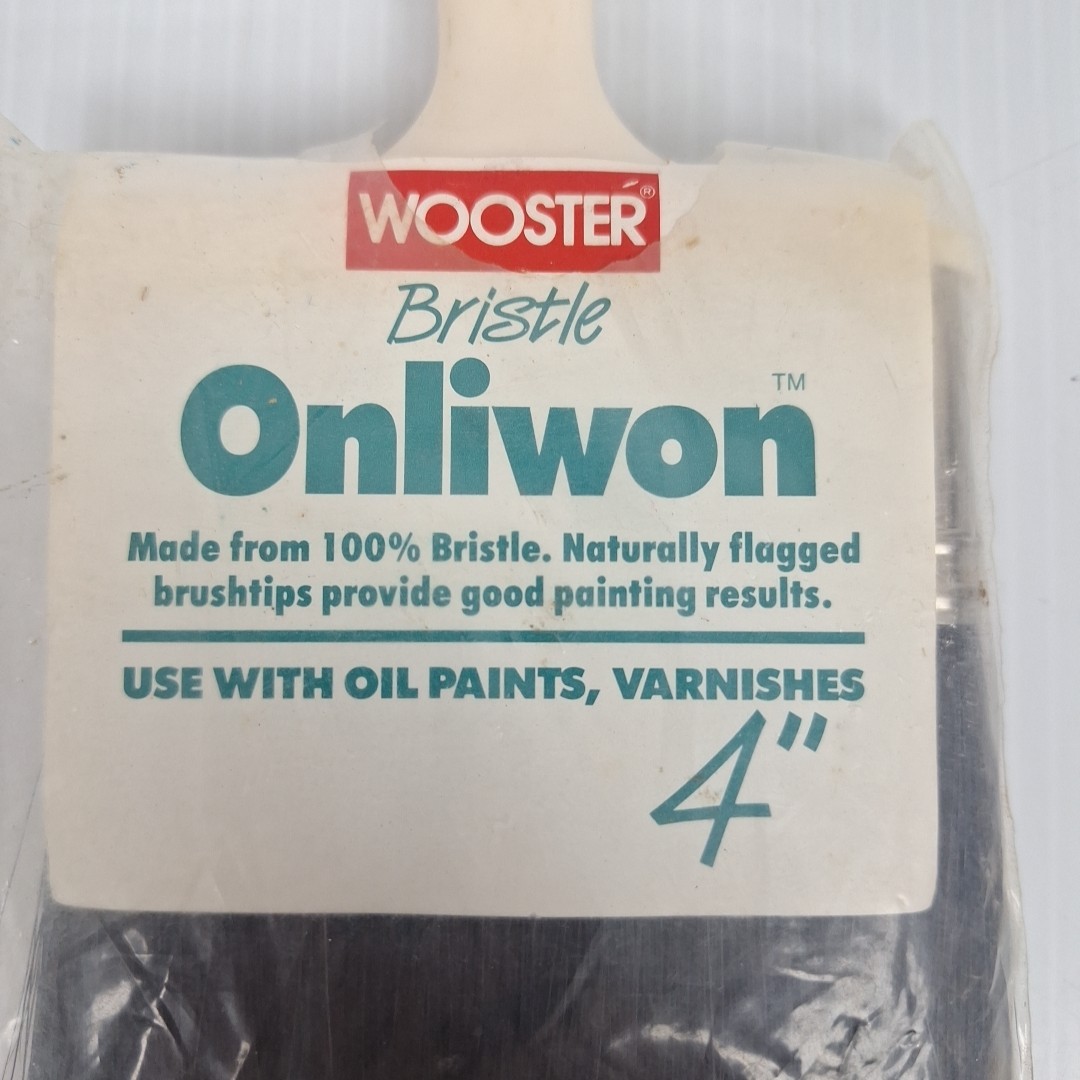 WOOSTER®
Bristle
Onliwon™
Made from 100% Bristle. Naturally flagged
brushtips provide good painting results.
USE WITH OIL PAINTS, VARNISHES
4"